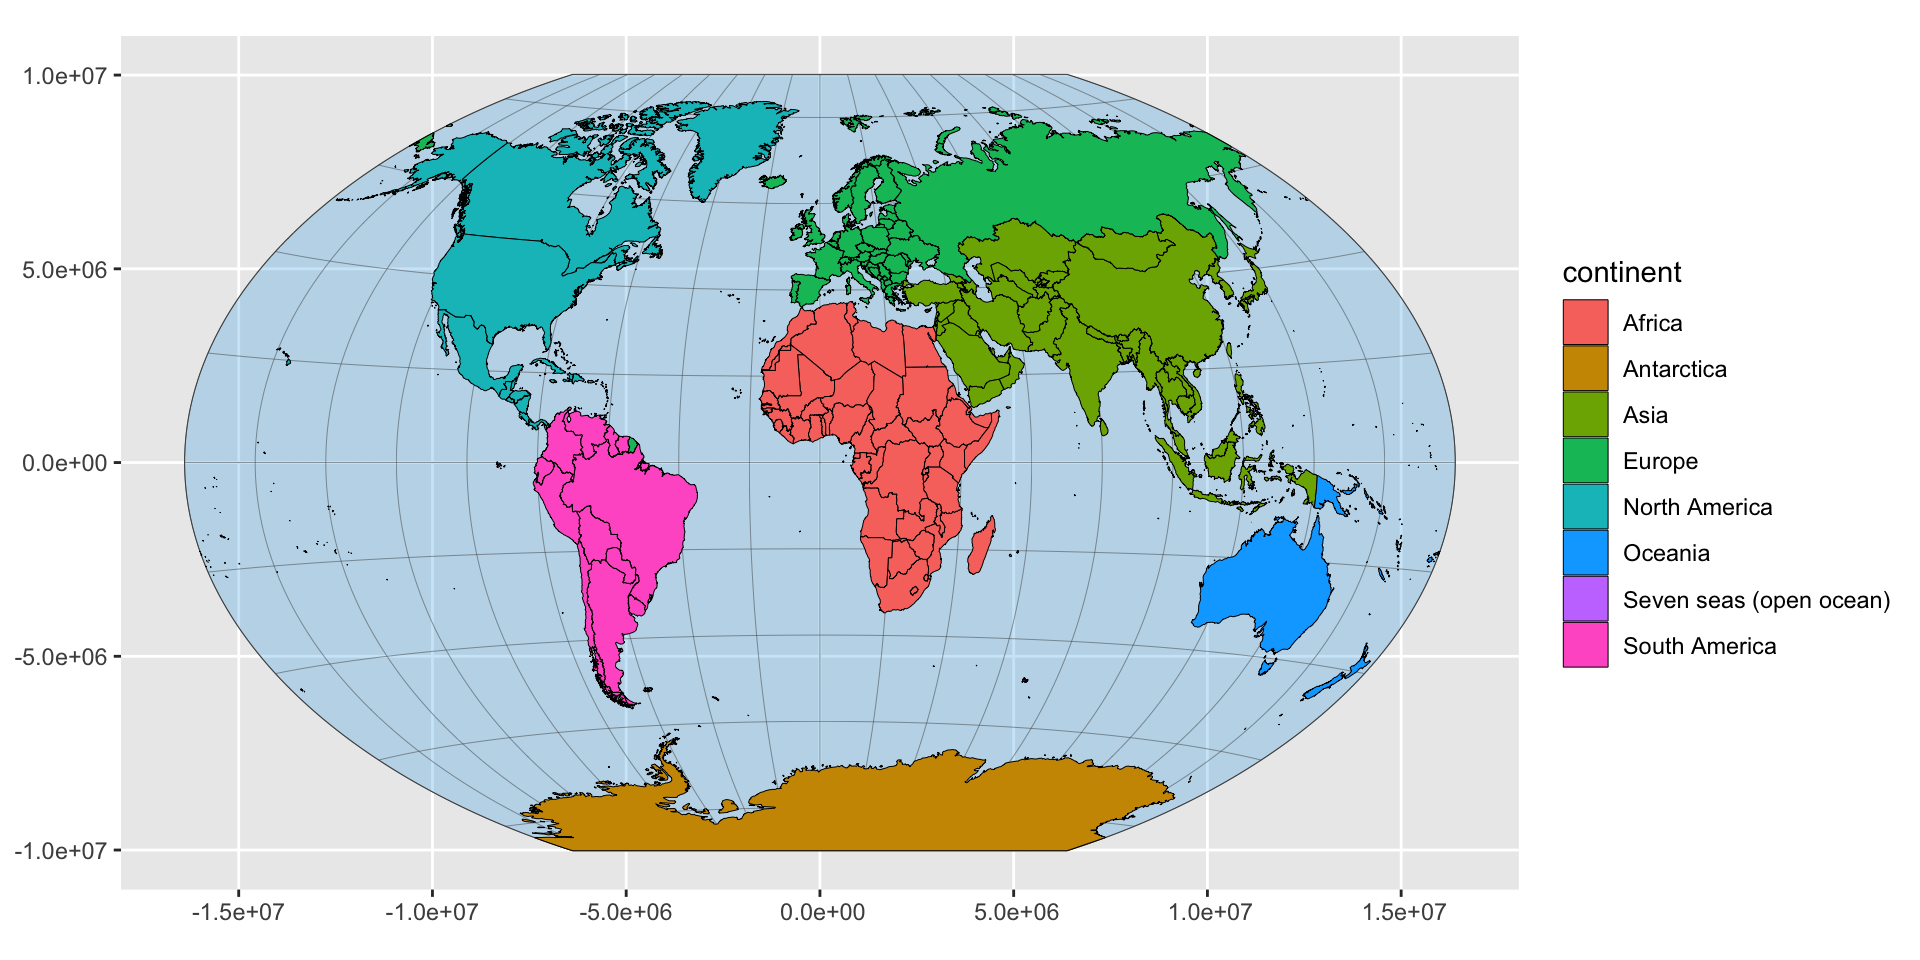 1.0e+07
5.0e+06
0.0e+00
-5.0e+06
-1.0e+07
-1.5e+07 -1.0e+07 -5.0e+06 0.0e+00 5.0e+06 1.0e+07 1.5e+07
continent
Africa
Antarctica
Asia
Europe
North America
Oceania
Seven seas (open ocean)
South America